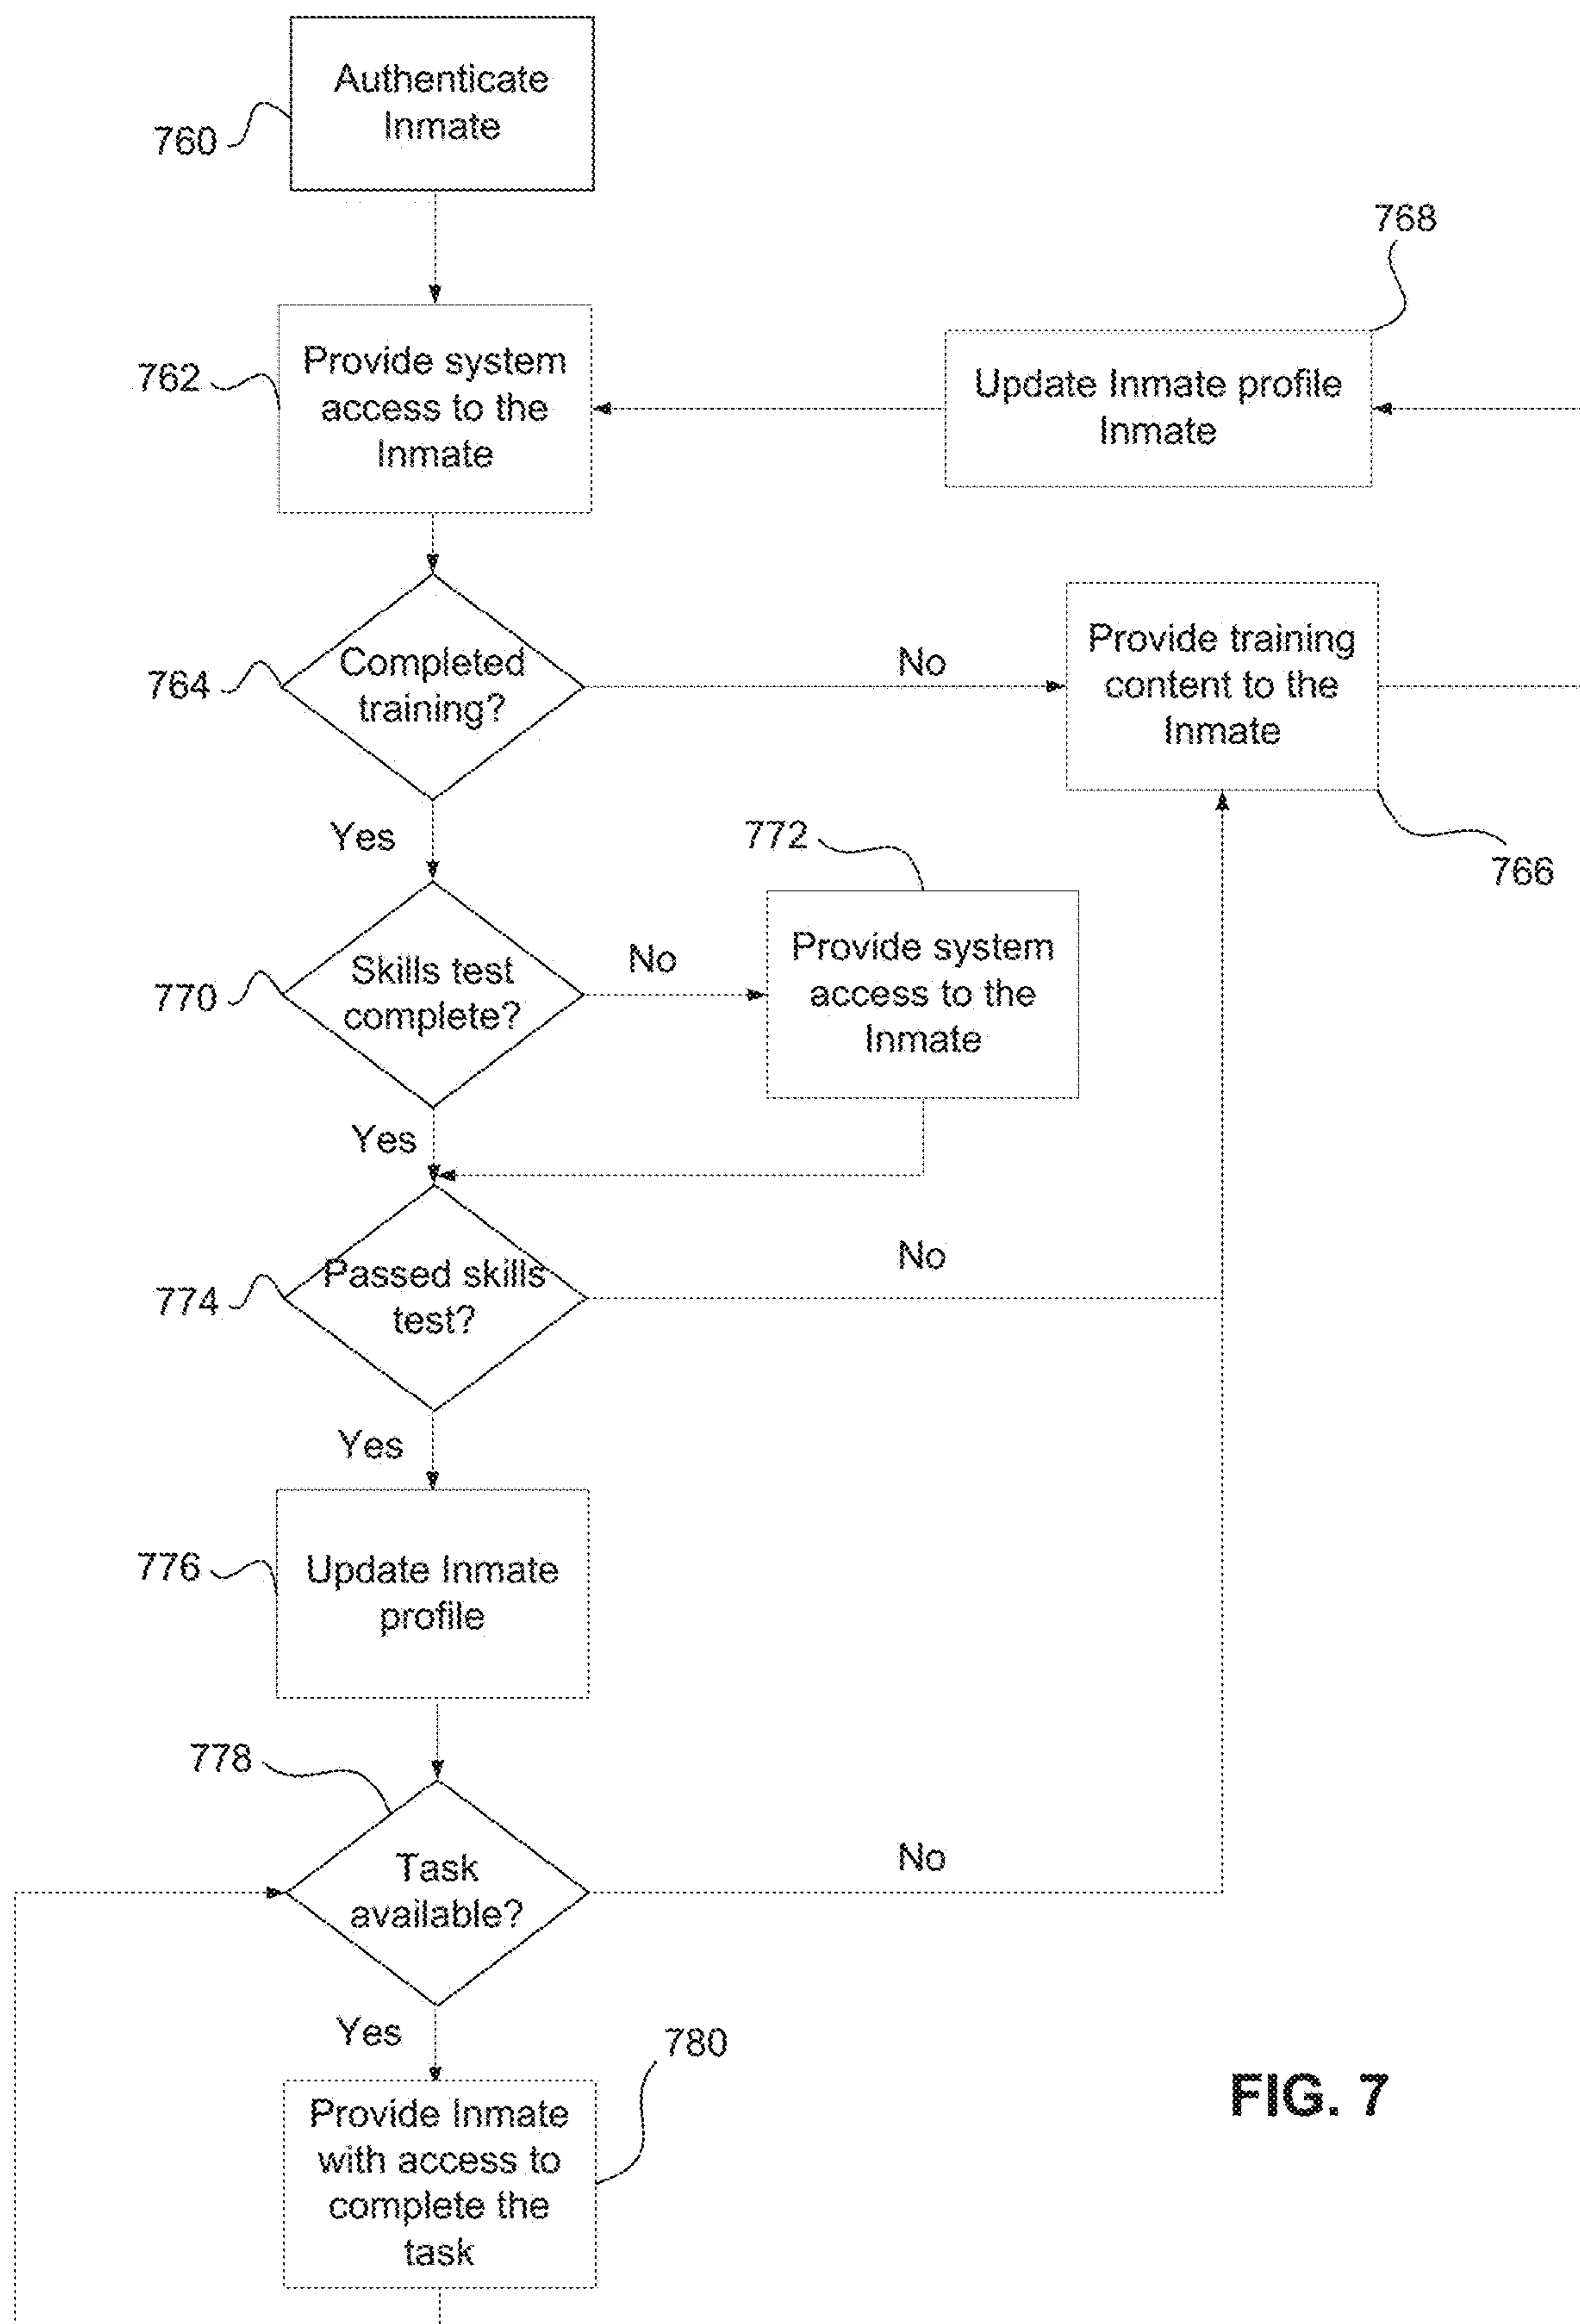 Authenticate
Inmate
760
768
Provide system
access to the
Inmate
762
Update Inmate profile
Inmate
Completed
training?
764
No
Provide training
content to the
Inmate
766
Yes
772
Skills test
complete?
770
No
Provide system
access to the
Inmate
Yes
Passed skills
test?
774
No
Yes
Update Inmate
profile
776
778
Task
available?
No
Yes
780
Provide Inmate
with access to
complete the
task
FIG. 7